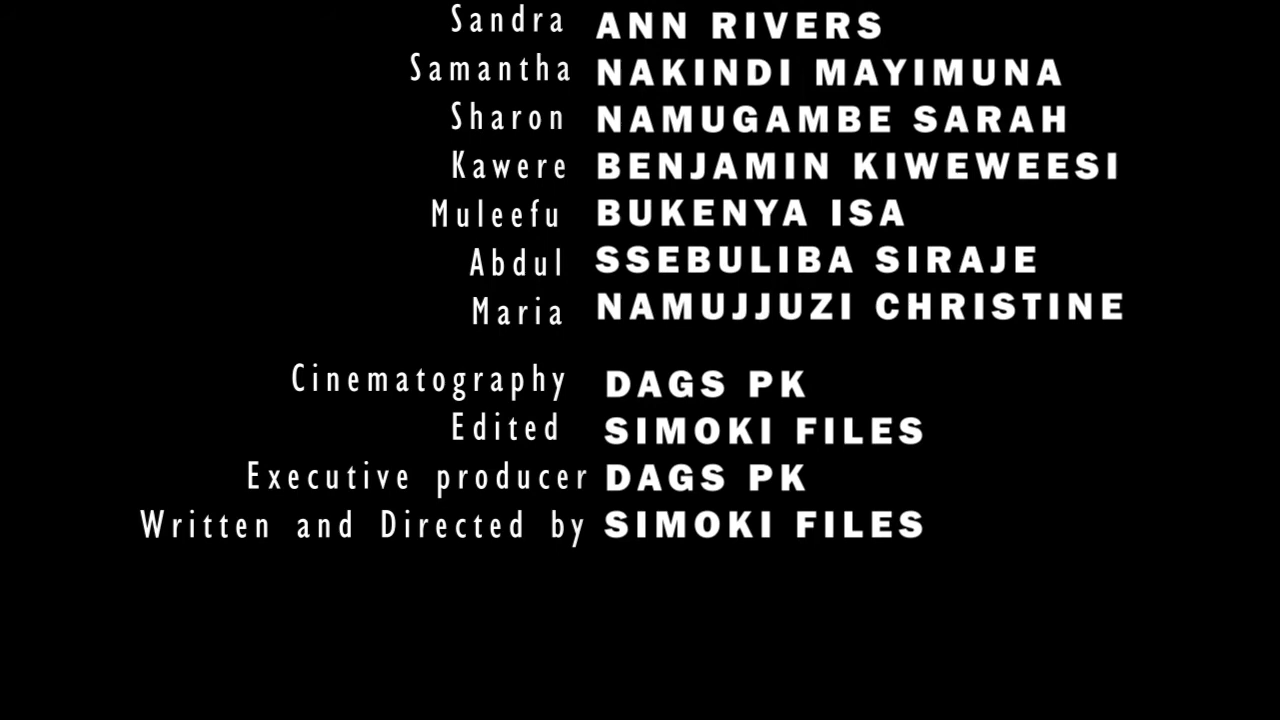 Sandra ANN RIVERS
Samantha NAKINDI MAYIMUNA
Sharon NAMUGAMBE SARAH
Kawere BENJAMIN KIWEWEESI
Muleefu BUKENYA ISA
Abdul SSEBULIBA SIRAJE
Maria NAMUJJUZI CHRISTINE
Cinematography DAGS PK
Edited SIMOKI FILES
Executive producer DAGS PK
Written and Directed by SIMOKI FILES